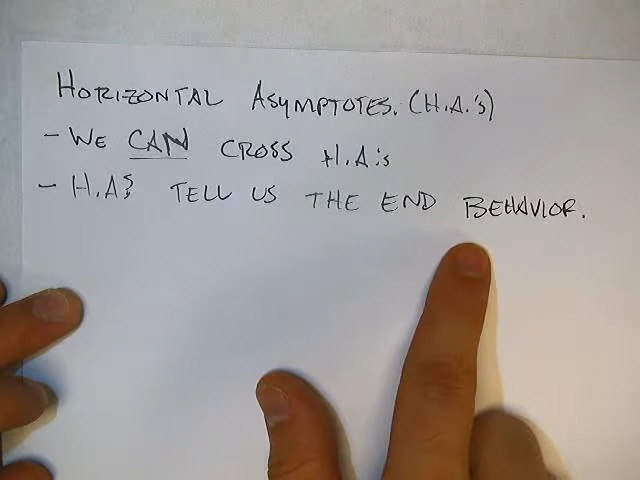 HORIZONTAL ASYMPTOTES. (H.A.'s)
- WE CAN CROSS H.A.'s
- H.A's TELL US THE END BEHAVIOR.